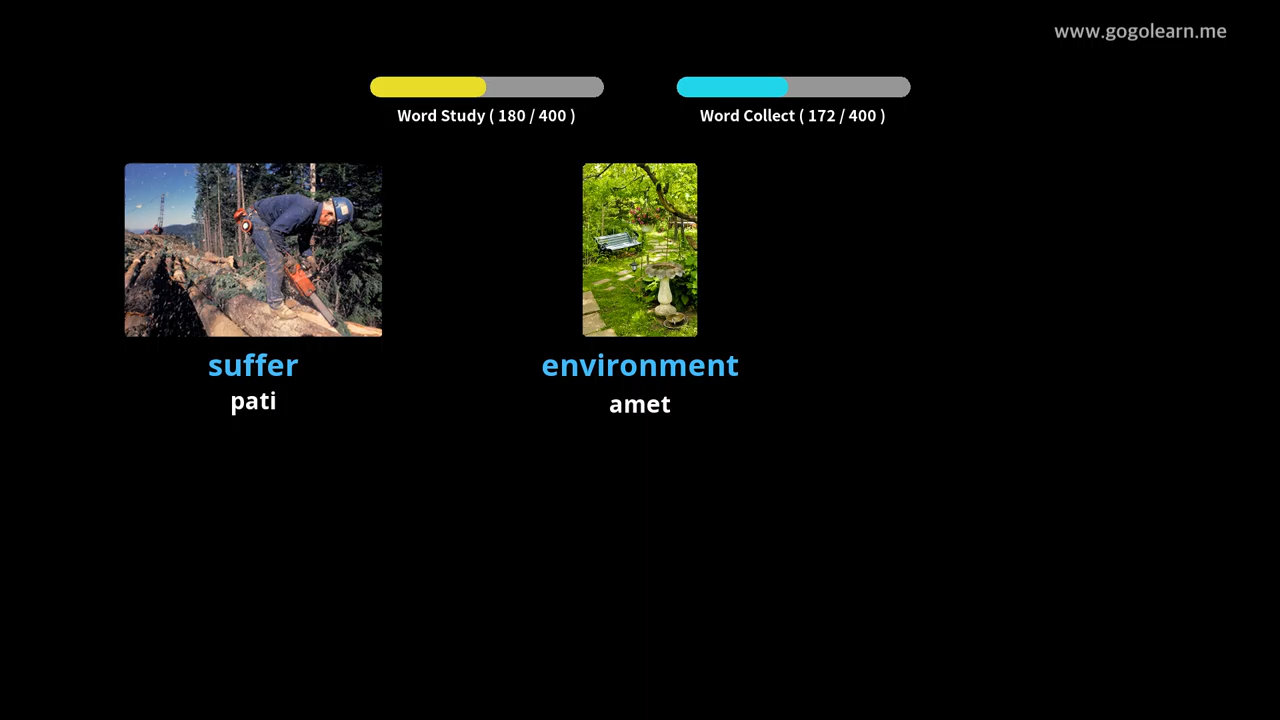 www.gogolearn.me
Word Study ( 180 / 400 )
Word Collect ( 172 / 400 )
suffer
pati
environment
amet